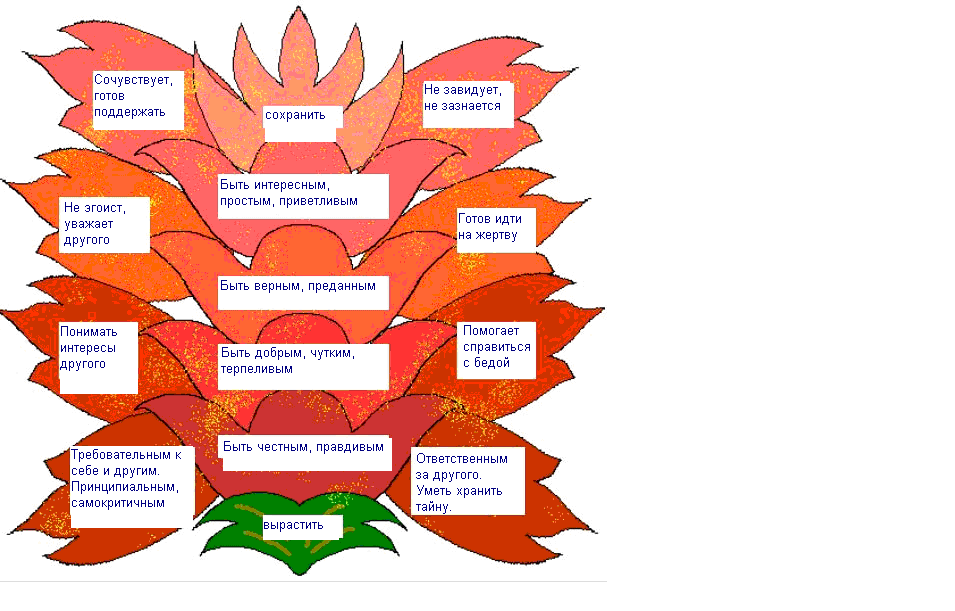 Сочувствует,
готов
поддержать
сохранить
Не завидует,
не зазнается
Быть интересным,
простым, приветливым
Не эгоист,
уважает
другого
Готов идти
на жертву
Быть верным, преданным
Понимать
интересы
другого
Быть добрым, чутким,
терпеливым
Помогает
справиться
с бедой
Требовательным к
себе и другим.
Принципиальным,
самокритичным
Быть честным, правдивым
Ответственным
за другого.
Уметь хранить
тайну.
вырастить